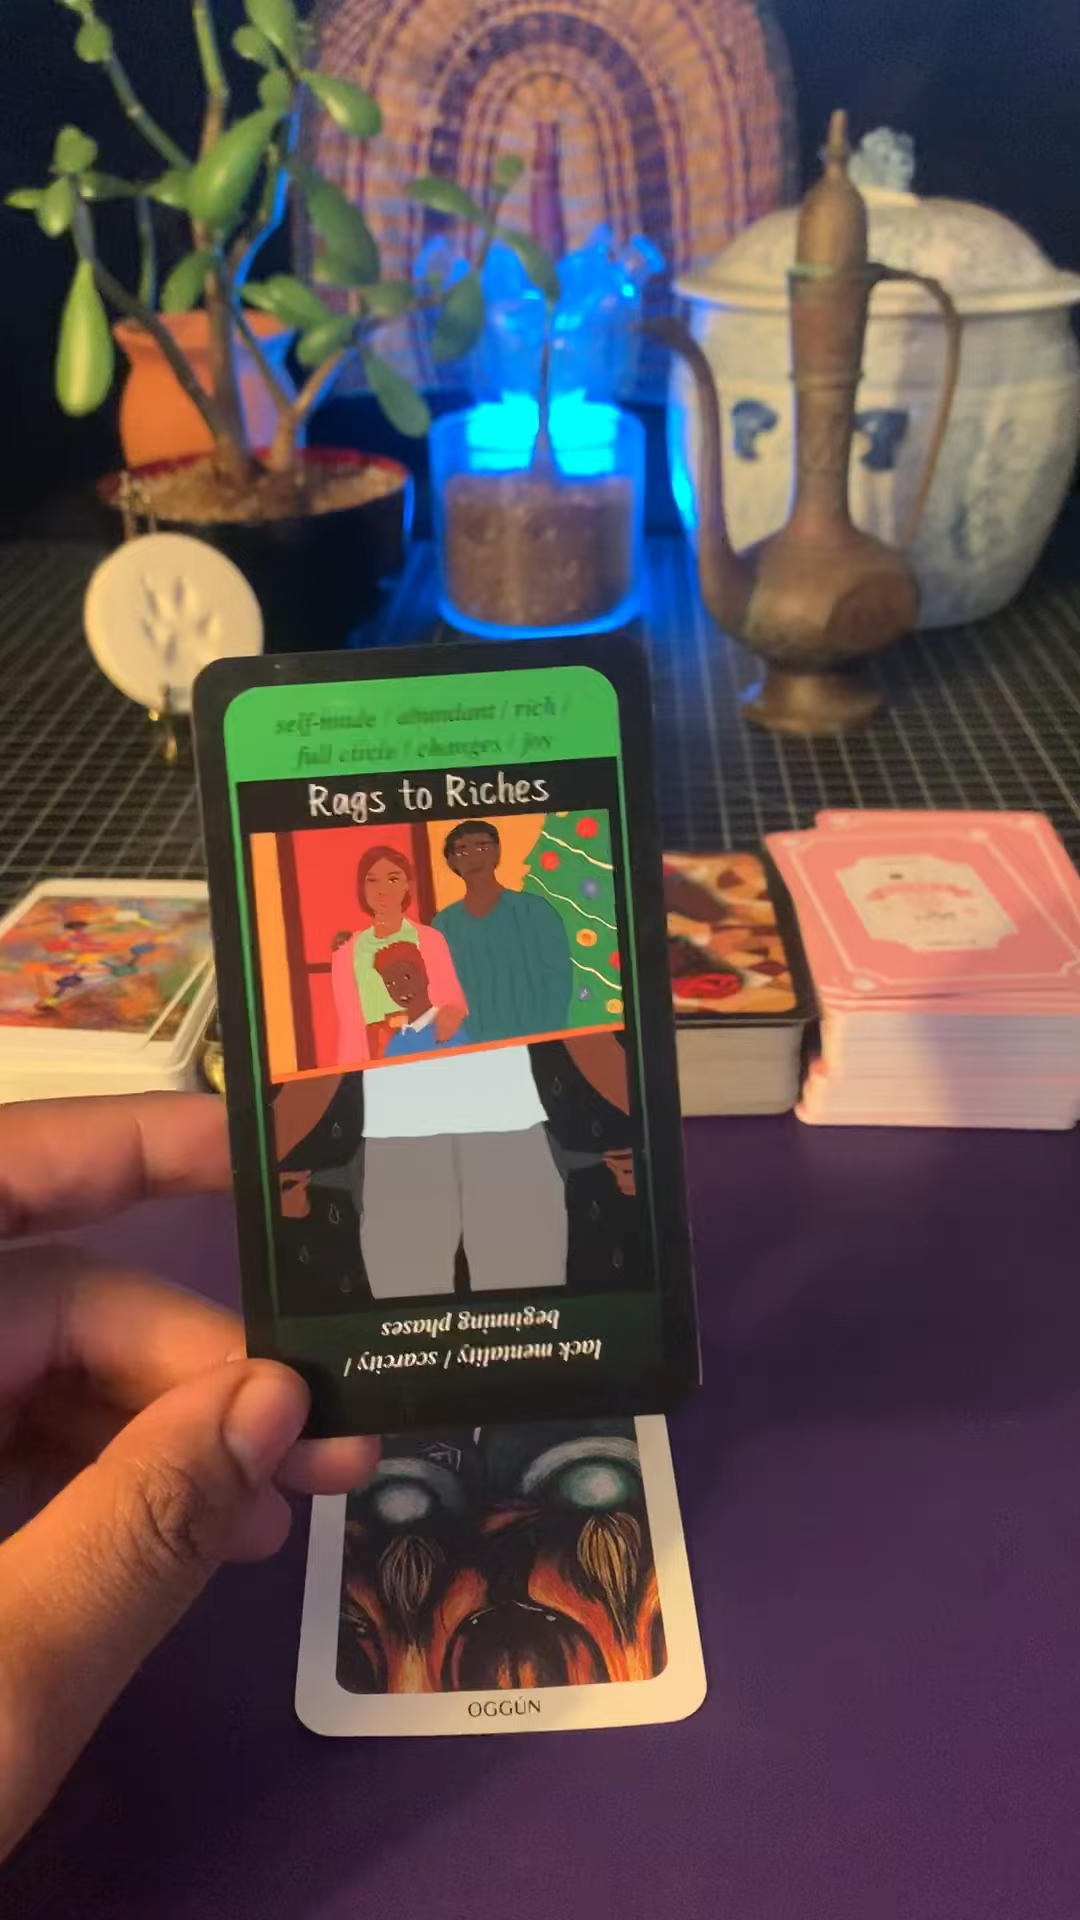 self-made / abundant / rich /
full circle / changes / joy
Rags to Riches
lack mentality / scarcity /
beginning phases
OGGÚN